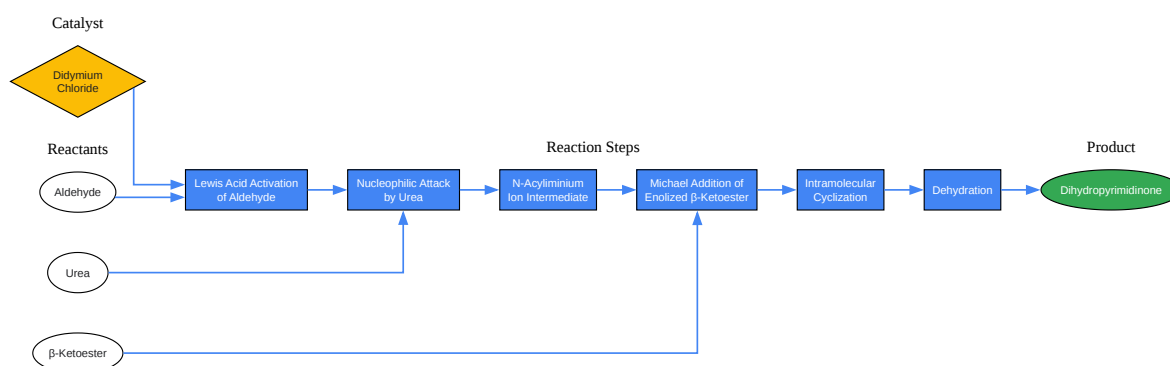 Catalyst
Didymium
Chloride
Reactants
Reaction Steps
Product
Aldehyde
Lewis Acid Activation
of Aldehyde
Nucleophilic Attack
by Urea
N-Acyliminium
Ion Intermediate
Michael Addition of
Enolized β-Ketoester
Intramolecular
Cyclization
Dehydration
Dihydropyrimidinone
Urea
β-Ketoester